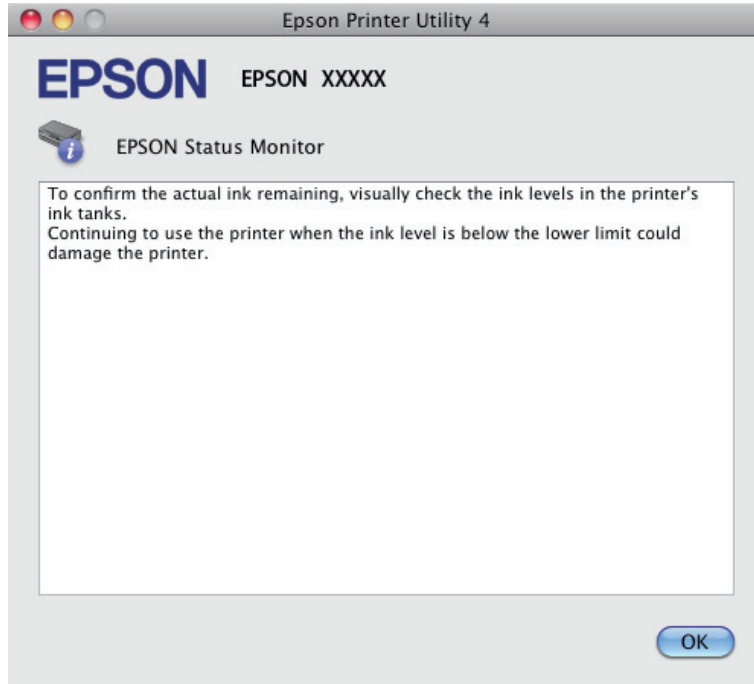 Epson Printer Utility 4
EPSON EPSON XXXXX
EPSON Status Monitor
To confirm the actual ink remaining, visually check the ink levels in the printer's
ink tanks.
Continuing to use the printer when the ink level is below the lower limit could
damage the printer.
OK